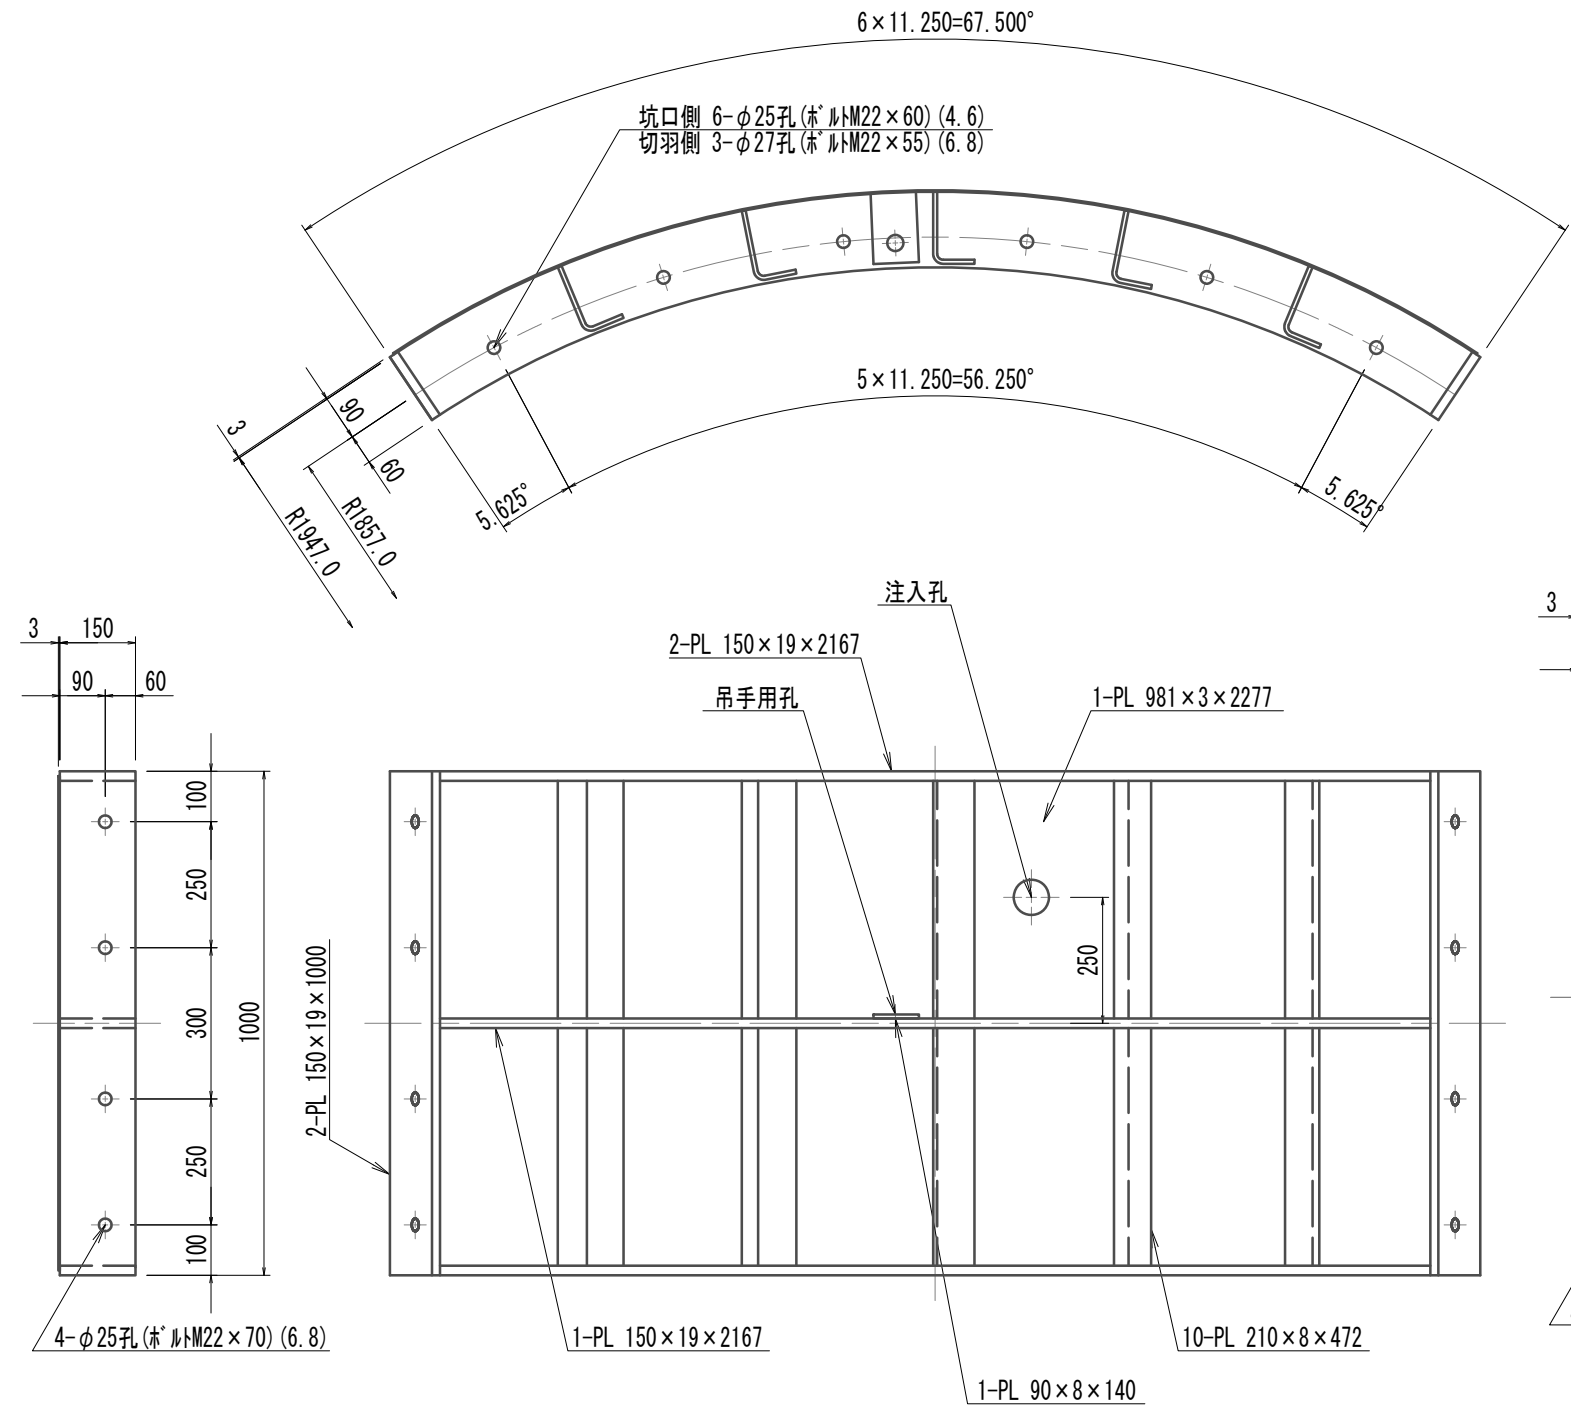 6×11.250=67.500°
坑口側 6-φ25孔(ボルトM22×60)(4.6)
切羽側 3-φ27孔(ボルトM22×55)(6.8)
5×11.250=56.250°
3
90
60
R1947.0
R1857.0
5.625°
5.625°
注入孔
2-PL 150×19×2167
吊手用孔
1-PL 981×3×2277
3
150
90
60
100
250
300
250
100
1000
2-PL 150×19×1000
250
3
4-φ25孔(ボルトM22×70)(6.8)
1-PL 150×19×2167
10-PL 210×8×472
1-PL 90×8×140